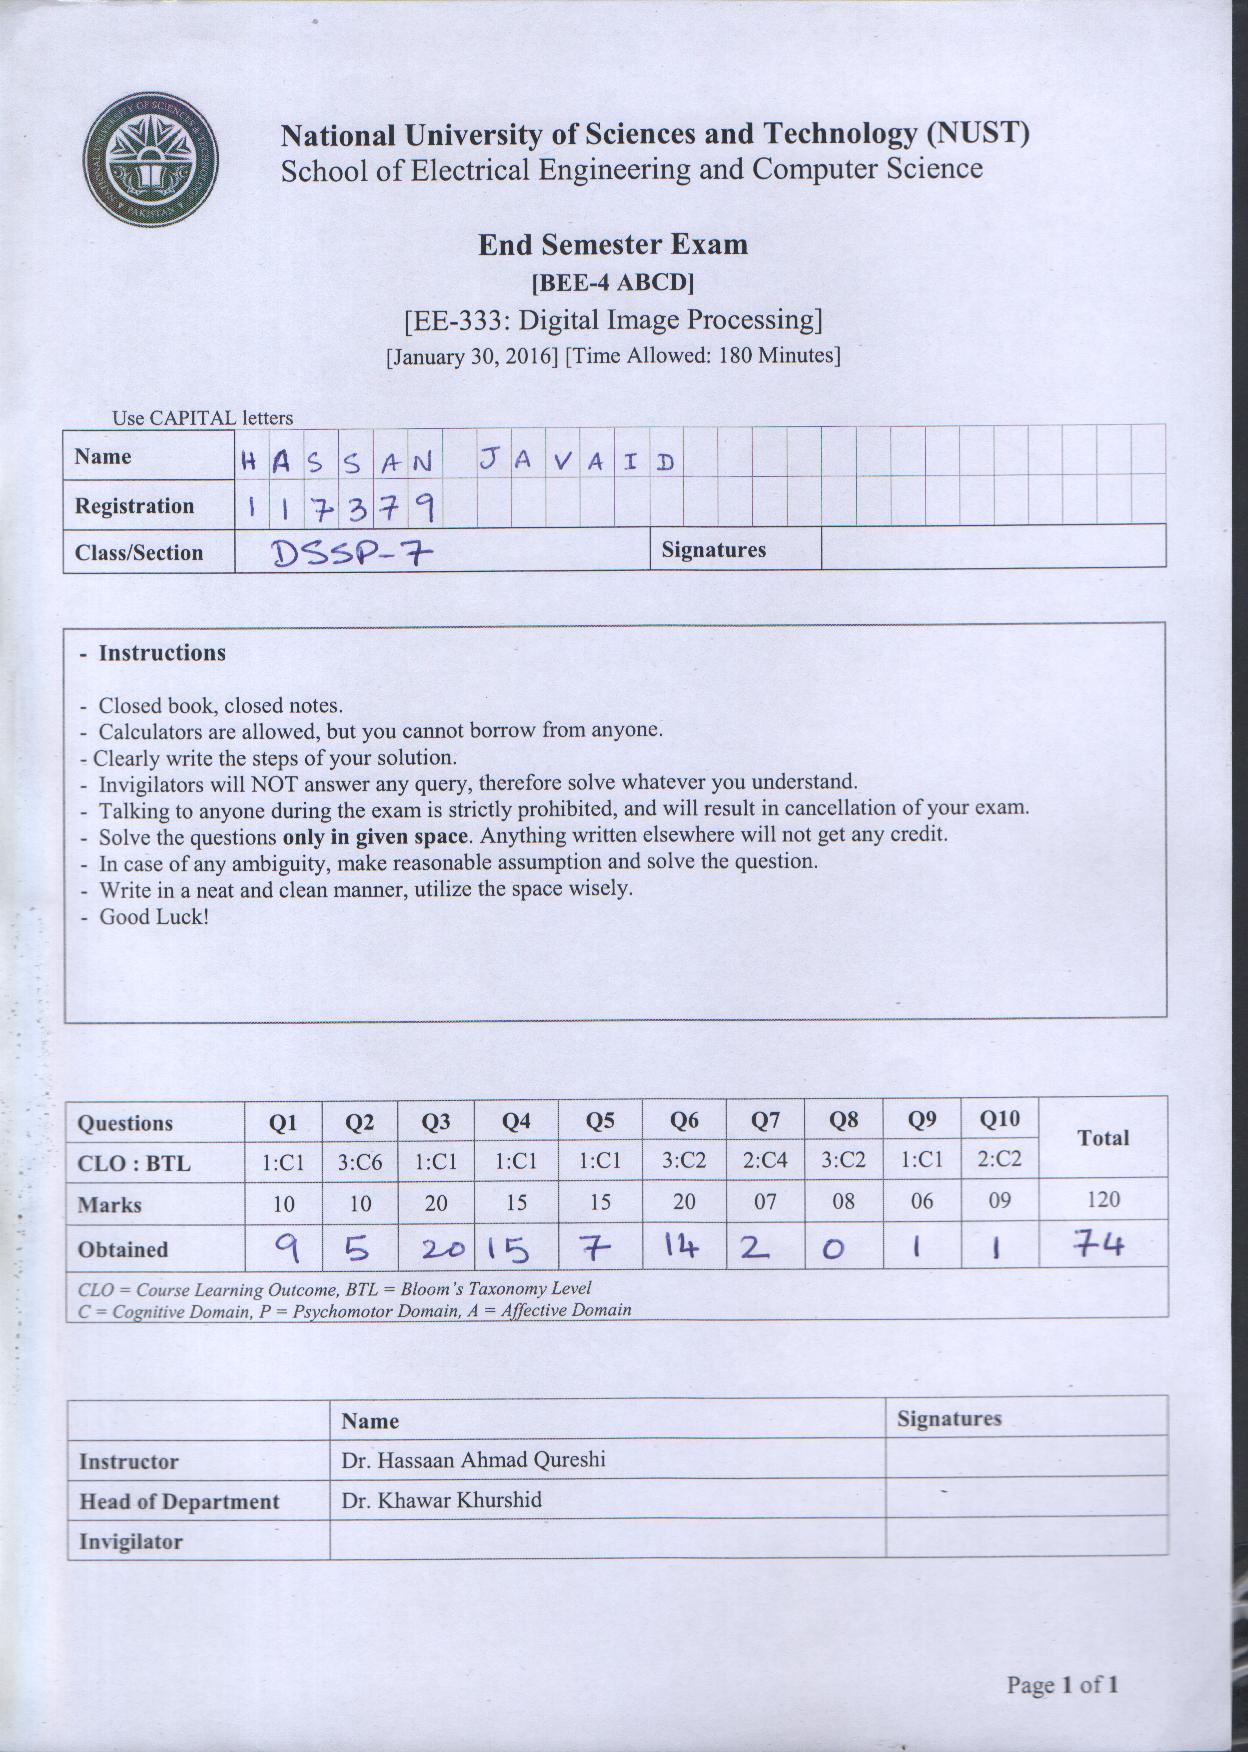 National University of Sciences and Technology (NUST)
School of Electrical Engineering and Computer Science
End Semester Exam
[BEE-4 ABCD]
[EE-333: Digital Image Processing]
[January 30, 2016] [Time Allowed: 180 Minutes]
Use CAPITAL letters
Name HASSAN JAVAID
Registration 117379
Class/Section DSSP-7 Signatures
- Instructions
- Closed book, closed notes.
- Calculators are allowed, but you cannot borrow from anyone.
- Clearly write the steps of your solution.
- Invigilators will NOT answer any query, therefore solve whatever you understand.
- Talking to anyone during the exam is strictly prohibited, and will result in cancellation of your exam.
- Solve the questions only in given space. Anything written elsewhere will not get any credit.
- In case of any ambiguity, make reasonable assumption and solve the question.
- Write in a neat and clean manner, utilize the space wisely.
- Good Luck!
Questions Q1 Q2 Q3 Q4 Q5 Q6 Q7 Q8 Q9 Q10 Total
CLO : BTL 1:C1 3:C6 1:C1 1:C1 1:C1 3:C2 2:C4 3:C2 1:C1 2:C2
Marks 10 10 20 15 15 20 07 08 06 09 120
Obtained 9 5 20 15 7 14 2 0 1 1 74
CLO = Course Learning Outcome, BTL = Bloom's Taxonomy Level
C = Cognitive Domain, P = Psychomotor Domain, A = Affective Domain
Name Signatures
Instructor Dr. Hassaan Ahmad Qureshi
Head of Department Dr. Khawar Khurshid
Invigilator
Page 1 of 1